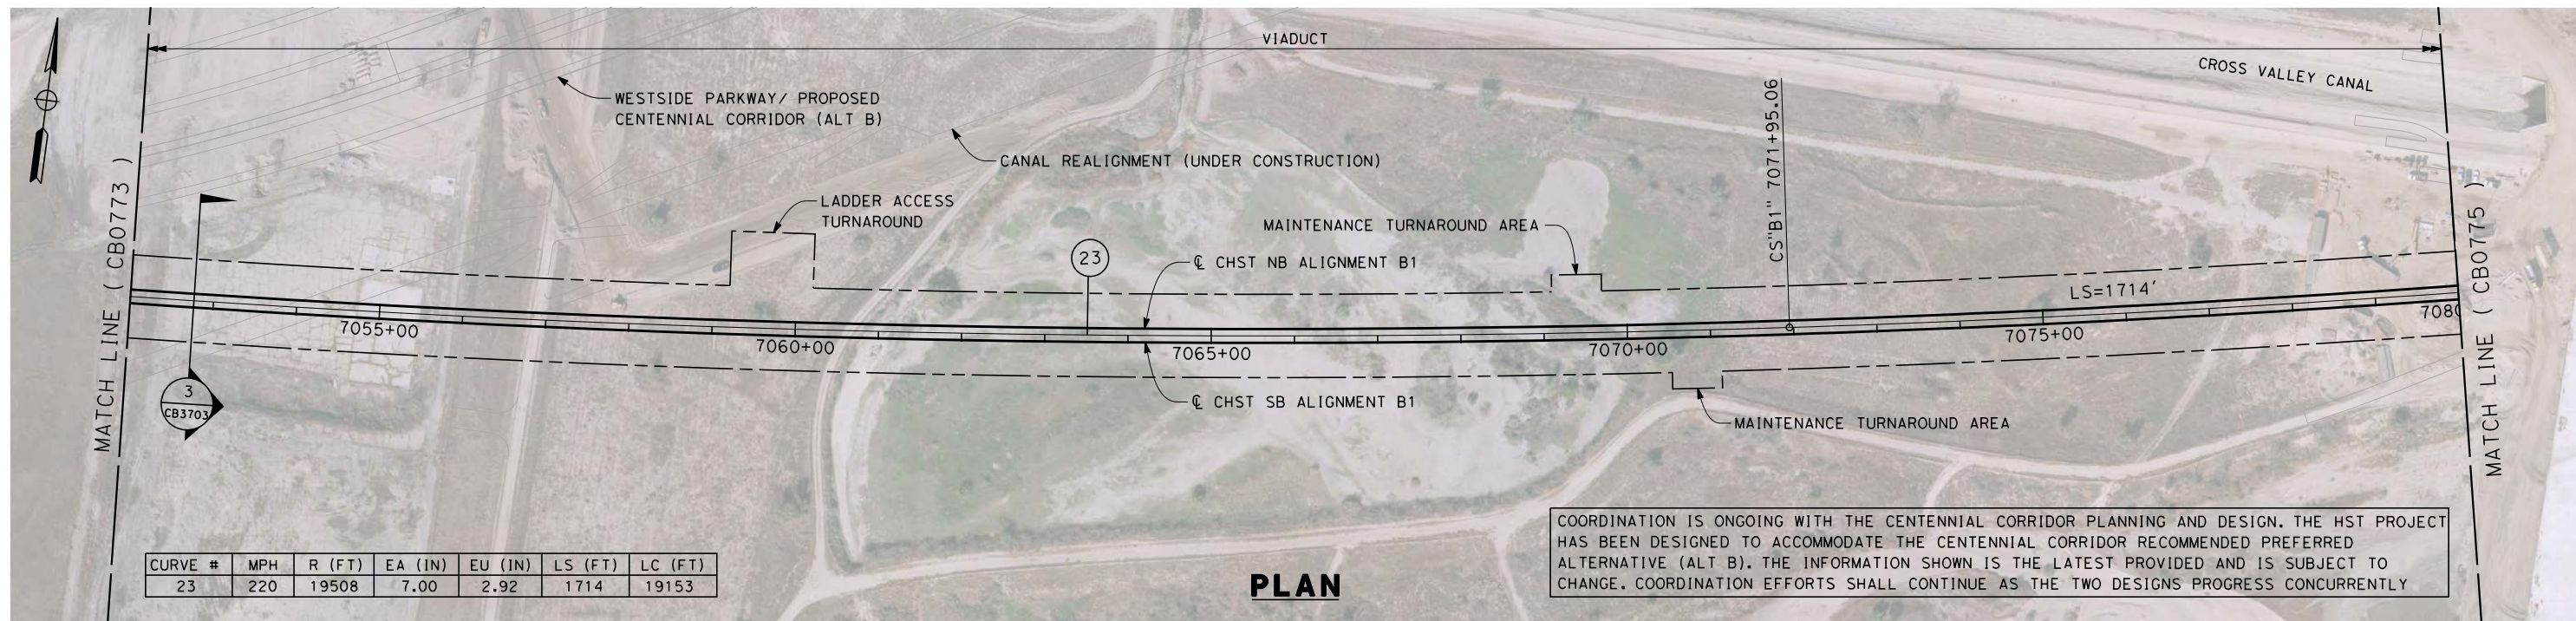 VIADUCT
CROSS VALLEY CANAL
WESTSIDE PARKWAY/ PROPOSED
CENTENNIAL CORRIDOR (ALT B)
CANAL REALIGNMENT (UNDER CONSTRUCTION)
CS"B1" 7071+95.06
LADDER ACCESS
TURNAROUND
MAINTENANCE TURNAROUND AREA
23
℄ CHST NB ALIGNMENT B1
LS=1714'
MATCH LINE ( CB0773 )
MATCH LINE ( CB0775 )
7055+00
7060+00
7065+00
7070+00
7075+00
7080
3
CB3703
℄ CHST SB ALIGNMENT B1
MAINTENANCE TURNAROUND AREA
CURVE # MPH R (FT) EA (IN) EU (IN) LS (FT) LC (FT)
23 220 19508 7.00 2.92 1714 19153
PLAN
COORDINATION IS ONGOING WITH THE CENTENNIAL CORRIDOR PLANNING AND DESIGN. THE HST PROJECT
HAS BEEN DESIGNED TO ACCOMMODATE THE CENTENNIAL CORRIDOR RECOMMENDED PREFERRED
ALTERNATIVE (ALT B). THE INFORMATION SHOWN IS THE LATEST PROVIDED AND IS SUBJECT TO
CHANGE. COORDINATION EFFORTS SHALL CONTINUE AS THE TWO DESIGNS PROGRESS CONCURRENTLY